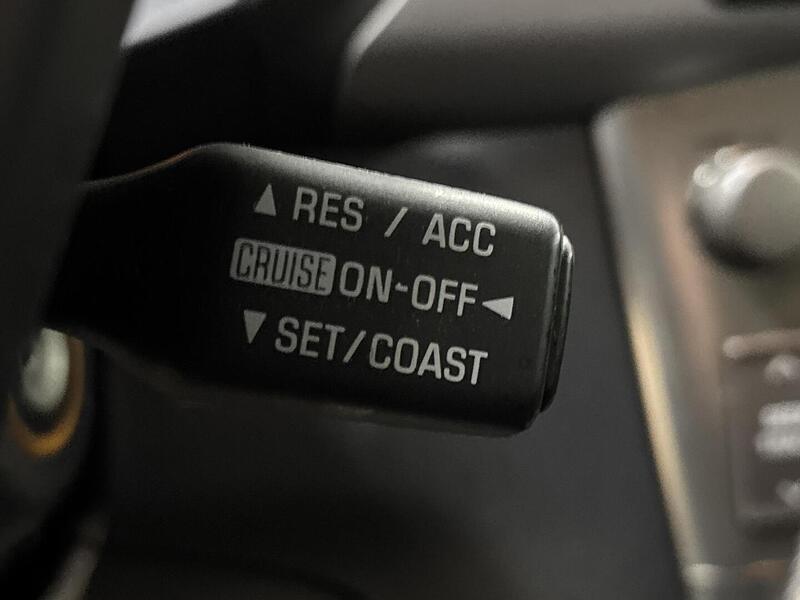 ▲ RES / ACC
CRUISE ON-OFF ◄
▼ SET/COAST